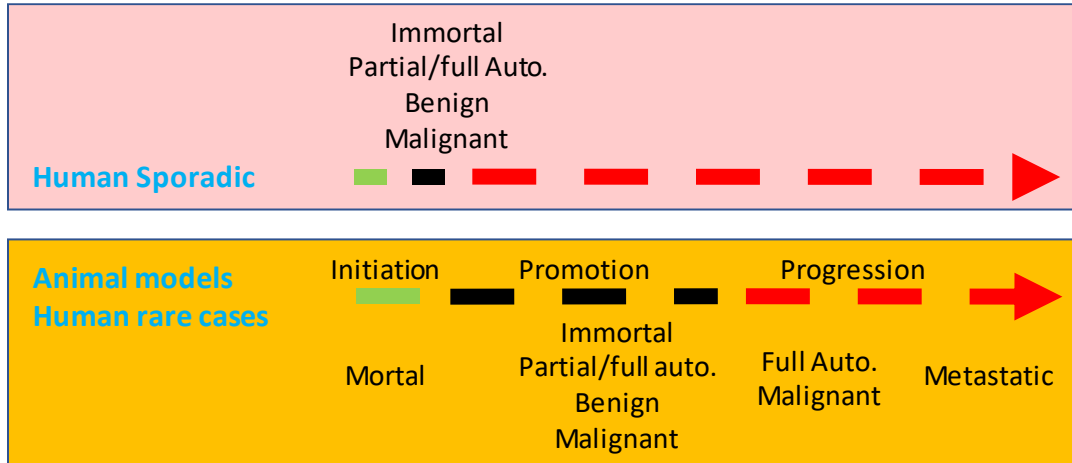 Immortal
Partial/full Auto.
Benign
Malignant
Human Sporadic
Animal models
Human rare cases
Initiation
Promotion
Progression
Mortal
Immortal
Partial/full auto.
Benign
Malignant
Full Auto.
Malignant
Metastatic